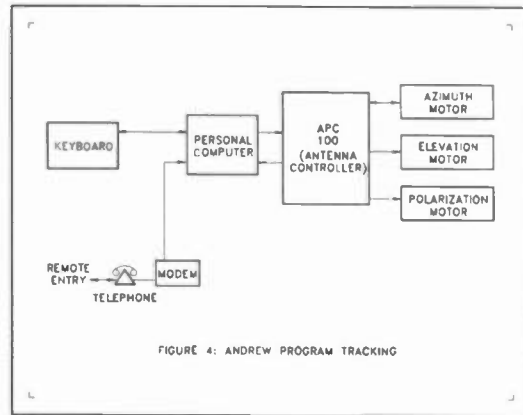 KEYBOARD
PERSONAL
COMPUTER
APC
100
(ANTENNA
CONTROLLER)
AZIMUTH
MOTOR
ELEVATION
MOTOR
POLARIZATION
MOTOR
REMOTE
ENTRY
TELEPHONE
MODEM
FIGURE 4: ANDREW PROGRAM TRACKING